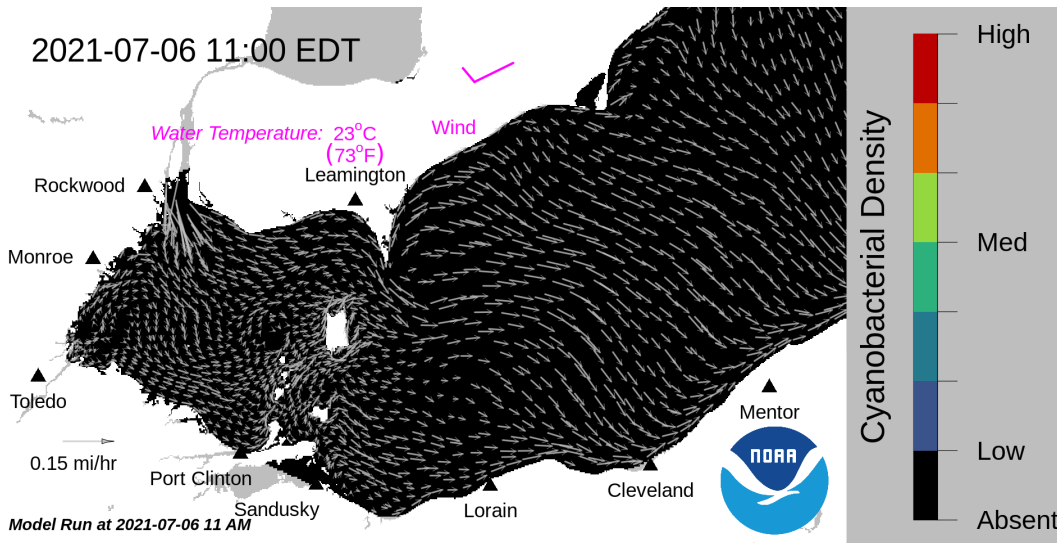 2021-07-06 11:00 EDT
Water Temperature: 23°C
(73°F)
Wind
Leamington
Rockwood
Monroe
Toledo
0.15 mi/hr
Port Clinton
Sandusky
Lorain
Cleveland
Mentor
NOAA
Model Run at 2021-07-06 11 AM
Cyanobacterial Density
High
Med
Low
Absent